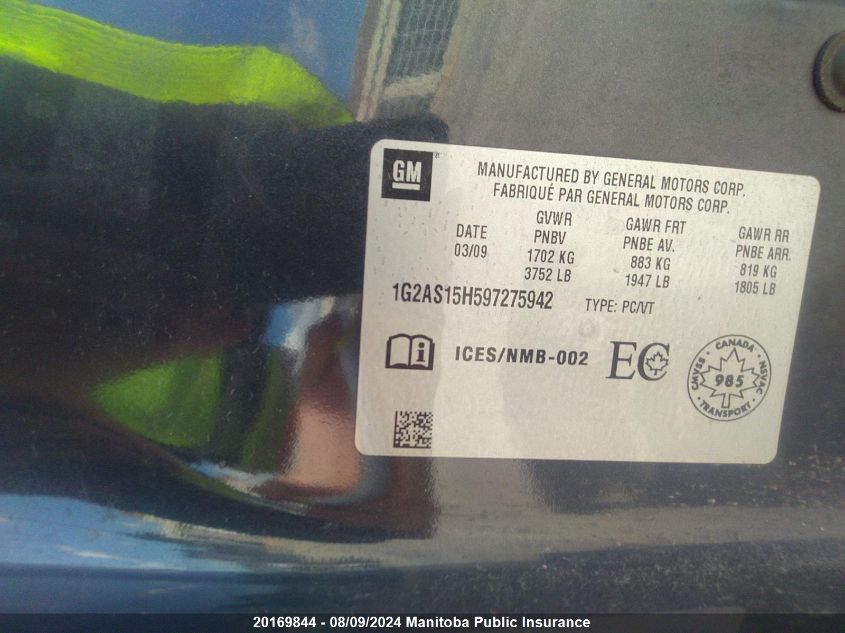 GM®
MANUFACTURED BY GENERAL MOTORS CORP.
FABRIQUÉ PAR GENERAL MOTORS CORP.
DATE
03/09
GVWR
PNBV
1702 KG
3752 LB
GAWR FRT
PNBE AV.
883 KG
1947 LB
GAWR RR
PNBE ARR.
819 KG
1805 LB
1G2AS15H597275942 TYPE: PC/VT
ICES/NMB-002
EC
CANADA
CMVSS
985
NSVAC
TRANSPORT
20169844 - 08/09/2024 Manitoba Public Insurance